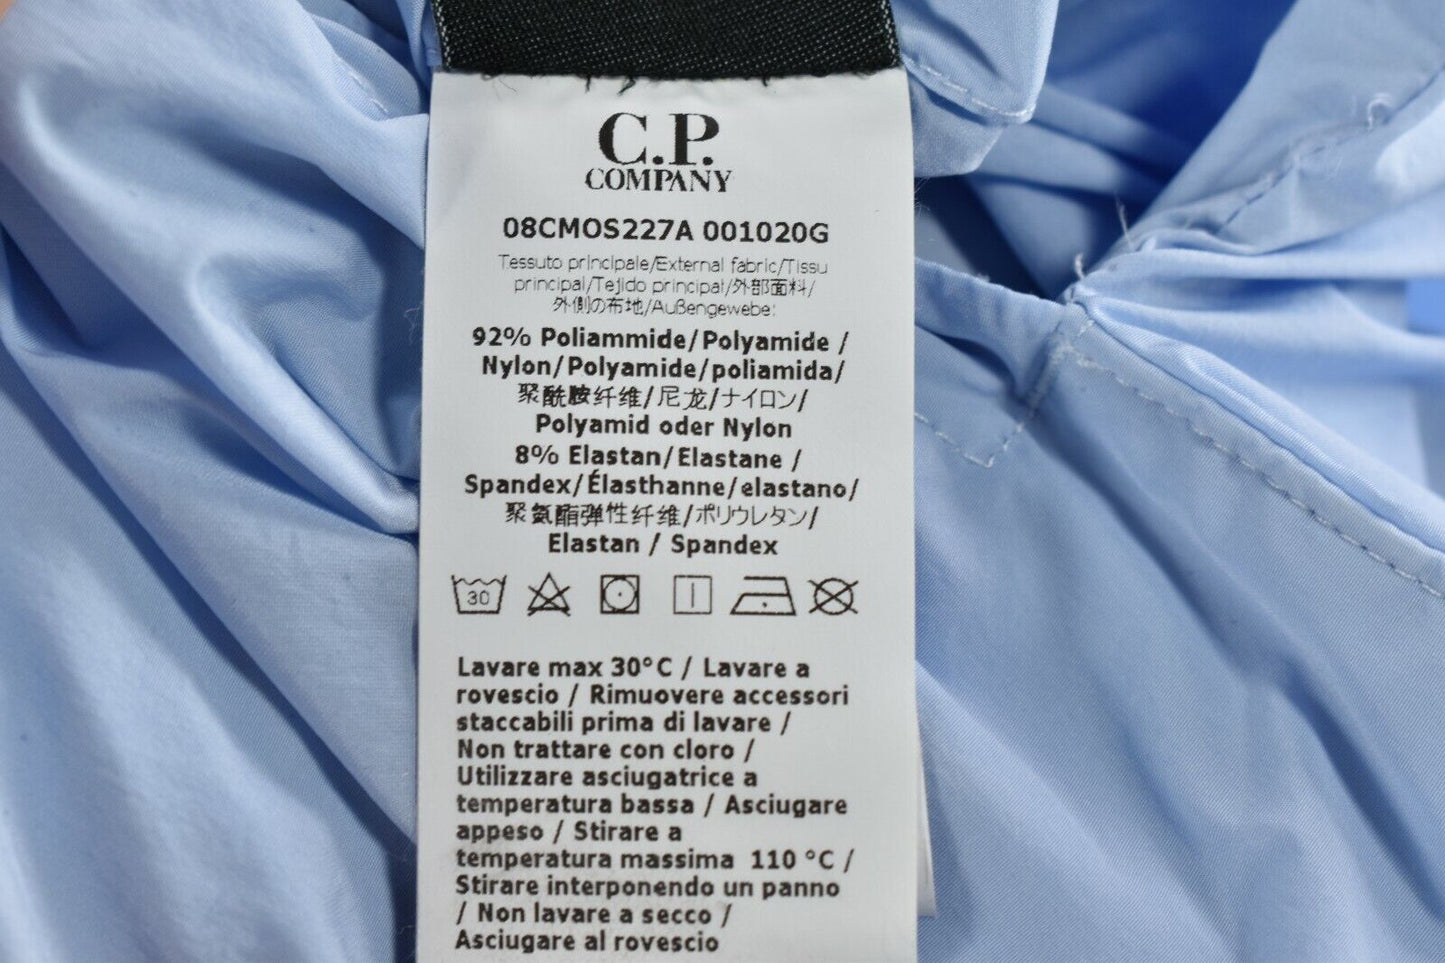 C.P.
COMPANY
08CMOS227A 001020G
Tessuto principale/External fabric/Tissu
principal/Tejido principal/外部面料/
外側の布地/Außengewebe:
92% Poliammide/Polyamide /
Nylon/Polyamide/poliamida/
聚酰胺纤维/尼龙/ナイロン/
Polyamid oder Nylon
8% Elastan/Elastane /
Spandex/Élasthanne/elastano/
聚氨酯弹性纤维/ポリウレタン/
Elastan / Spandex
30
Lavare max 30°C / Lavare a
rovescio / Rimuovere accessori
staccabili prima di lavare /
Non trattare con cloro /
Utilizzare asciugatrice a
temperatura bassa / Asciugare
appeso / Stirare a
temperatura massima 110 °C /
Stirare interponendo un panno
/ Non lavare a secco /
Asciugare al rovescio